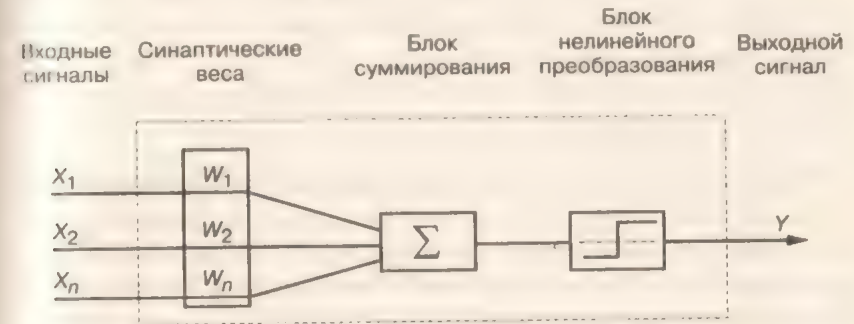 Входные сигналы
Синаптические веса
Блок суммирования
Блок нелинейного преобразования
Выходной сигнал
X1
W1
X2
W2
Xn
Wn
Σ
Y